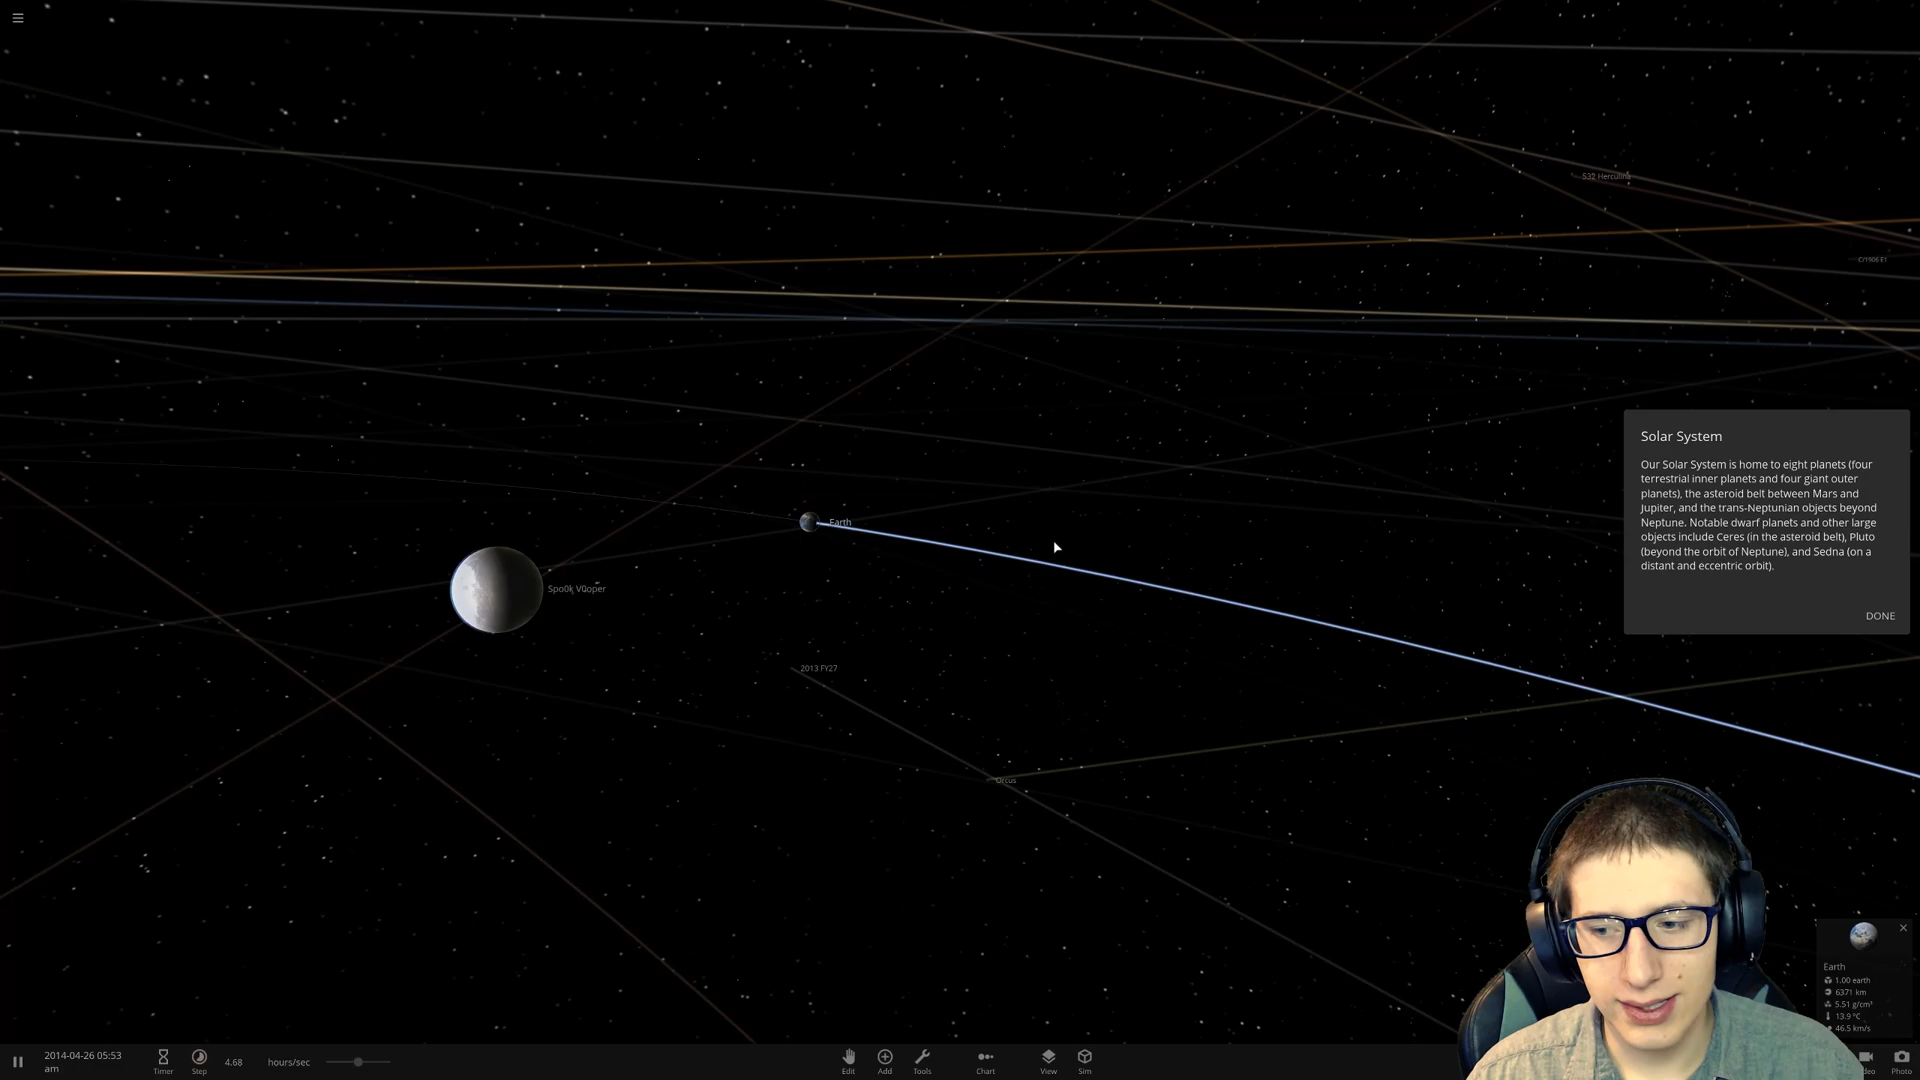 532 Herculina
C/1906 E1
Solar System
Our Solar System is home to eight planets (four
terrestrial inner planets and four giant outer
planets), the asteroid belt between Mars and
Jupiter, and the trans-Neptunian objects beyond
Neptune. Notable dwarf planets and other large
objects include Ceres (in the asteroid belt), Pluto
(beyond the orbit of Neptune), and Sedna (on a
distant and eccentric orbit).
DONE
Earth
Spo0k V0oper
2013 FY27
Orcus
Earth
1.00 earth
6371 km
5.51 g/cm³
13.9 °C
46.5 km/s
2014-04-26 05:53
am
Timer
Step
4.68
hours/sec
Edit
Add
Tools
Chart
View
Sim
Photo